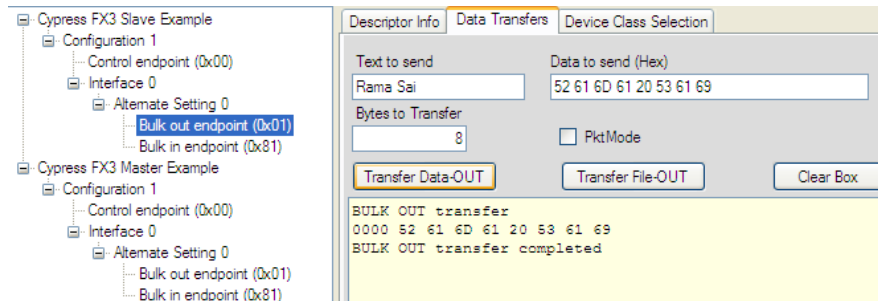 Cypress FX3 Slave Example
Configuration 1
Control endpoint (0x00)
Interface 0
Alternate Setting 0
Bulk out endpoint (0x01)
Bulk in endpoint (0x81)
Cypress FX3 Master Example
Configuration 1
Control endpoint (0x00)
Interface 0
Alternate Setting 0
Bulk out endpoint (0x01)
Bulk in endpoint (0x81)
Descriptor Info Data Transfers Device Class Selection
Text to send Data to send (Hex)
Rama Sai 52 61 6D 61 20 53 61 69
Bytes to Transfer
8 PktMode
Transfer Data-OUT Transfer File-OUT Clear Box
BULK OUT transfer
0000 52 61 6D 61 20 53 61 69
BULK OUT transfer completed